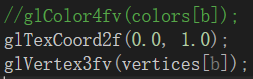 //glColor4fv(colors[b]);
glTexCoord2f(0.0, 1.0);
glVertex3fv(vertices[b]);